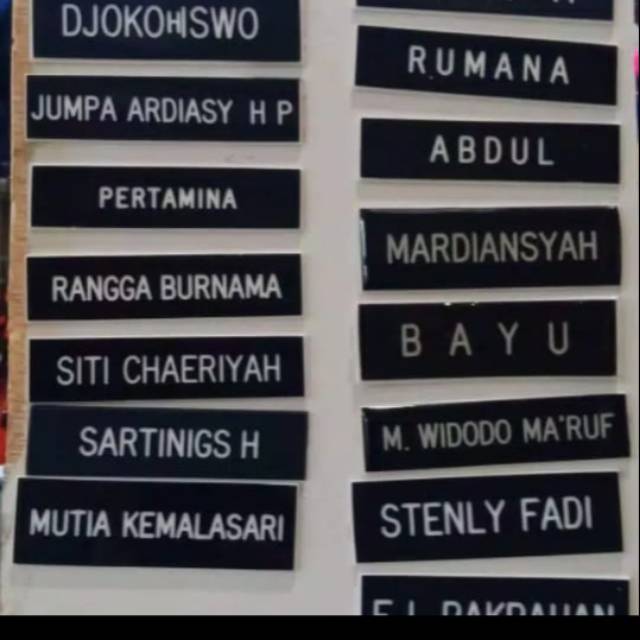 DJOKOHISWO
JUMPA ARDIASY H P
PERTAMINA
RANGGA BURNAMA
SITI CHAERIYAH
SARTINIGS H
MUTIA KEMALASARI
RUMANA
ABDUL
MARDIANSYAH
BAYU
M. WIDODO MA'RUF
STENLY FADI